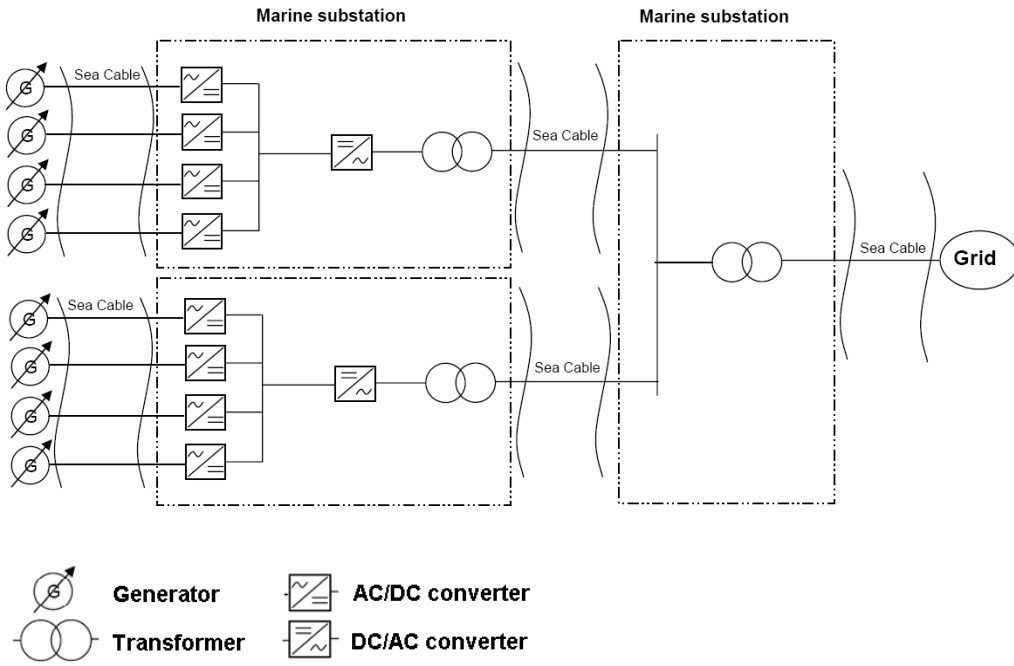 Marine substation
Marine substation
Sea Cable
G
G
G
G
Sea Cable
Sea Cable
Grid
Sea Cable
G
G
G
G
Sea Cable
G
Generator
AC/DC converter
Transformer
DC/AC converter